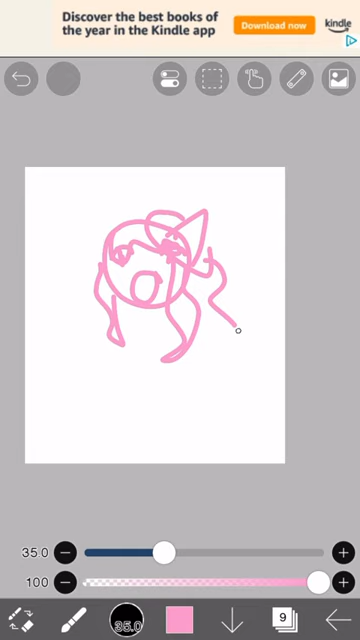 Discover the best books of
the year in the Kindle app
Download now
kindle
35.0
100
35.0
9